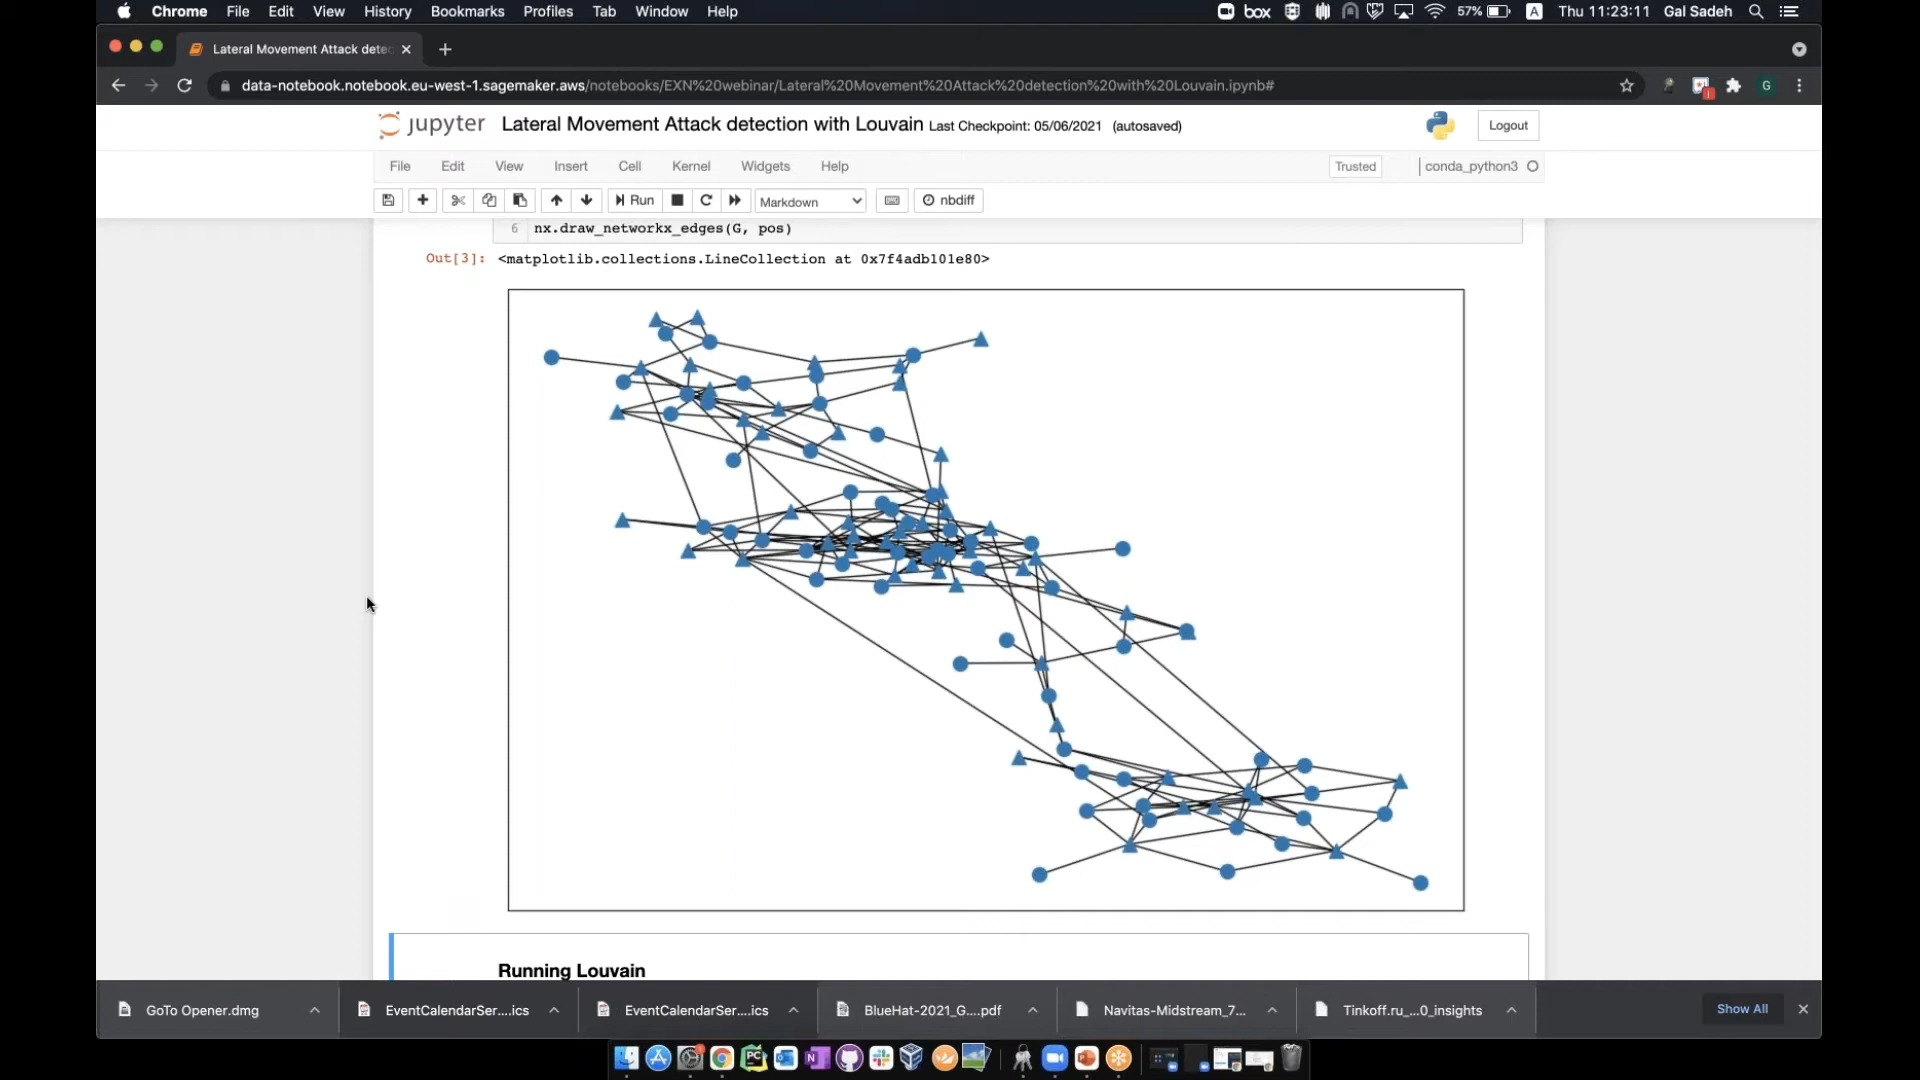 Chrome File Edit View History Bookmarks Profiles Tab Window Help box 57% A Thu 11:23:11 Gal Sadeh
Lateral Movement Attack dete
data-notebook.notebook.eu-west-1.sagemaker.aws/notebooks/EXN%20webinar/Lateral%20Movement%20Attack%20detection%20with%20Louvain.ipynb# G
jupyter Lateral Movement Attack detection with Louvain Last Checkpoint: 05/06/2021 (autosaved) Logout
File Edit View Insert Cell Kernel Widgets Help Trusted conda_python3
Run Markdown nbdiff
6 nx.draw_networkx_edges(G, pos)
Out[3]: <matplotlib.collections.LineCollection at 0x7f4adb101e80>
Running Louvain
GoTo Opener.dmg EventCalendarSer....ics EventCalendarSer....ics BlueHat-2021_G....pdf Navitas-Midstream_7... Tinkoff.ru_...0_insights Show All
PC N